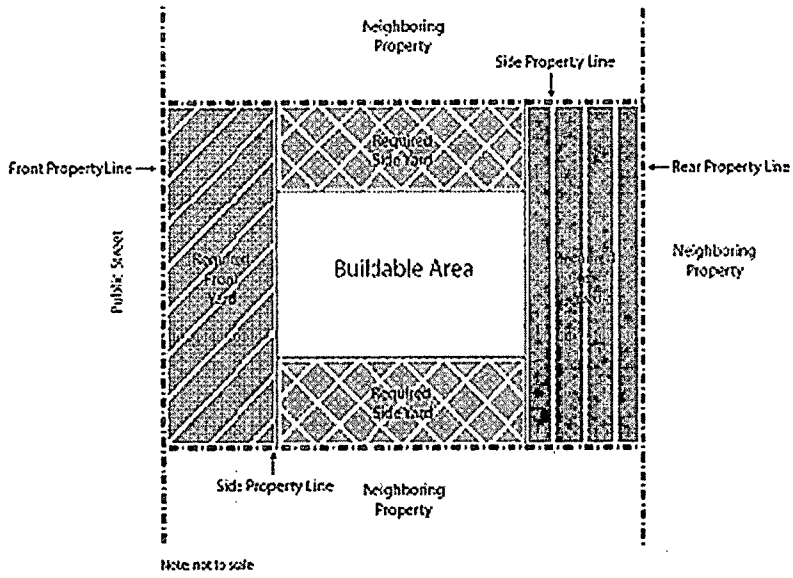 Neighboring
Property
Side Property Line
Required
Side Yard
Front Property Line
Rear Property Line
Public Street
Required
Front
Yard
Buildable Area
Neighboring
Property
Required
Side Yard
Side Property Line
Neighboring
Property
Note: not to safe